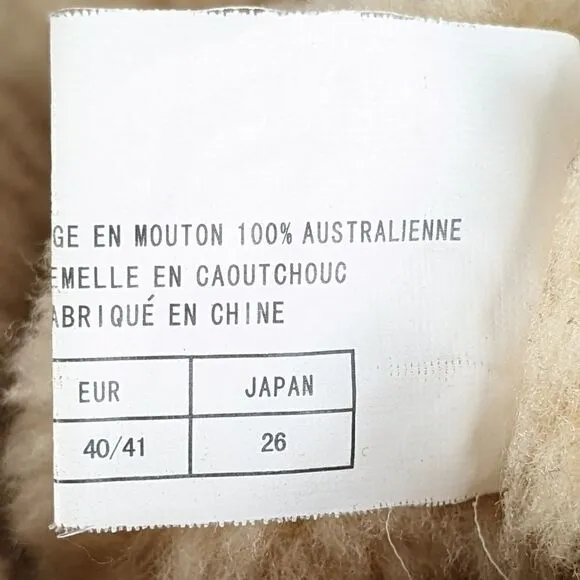 GE EN MOUTON 100% AUSTRALIENNE
EMELLE EN CAOUTCHOUC
ABRIQUÉ EN CHINE
EUR JAPAN
40/41 26